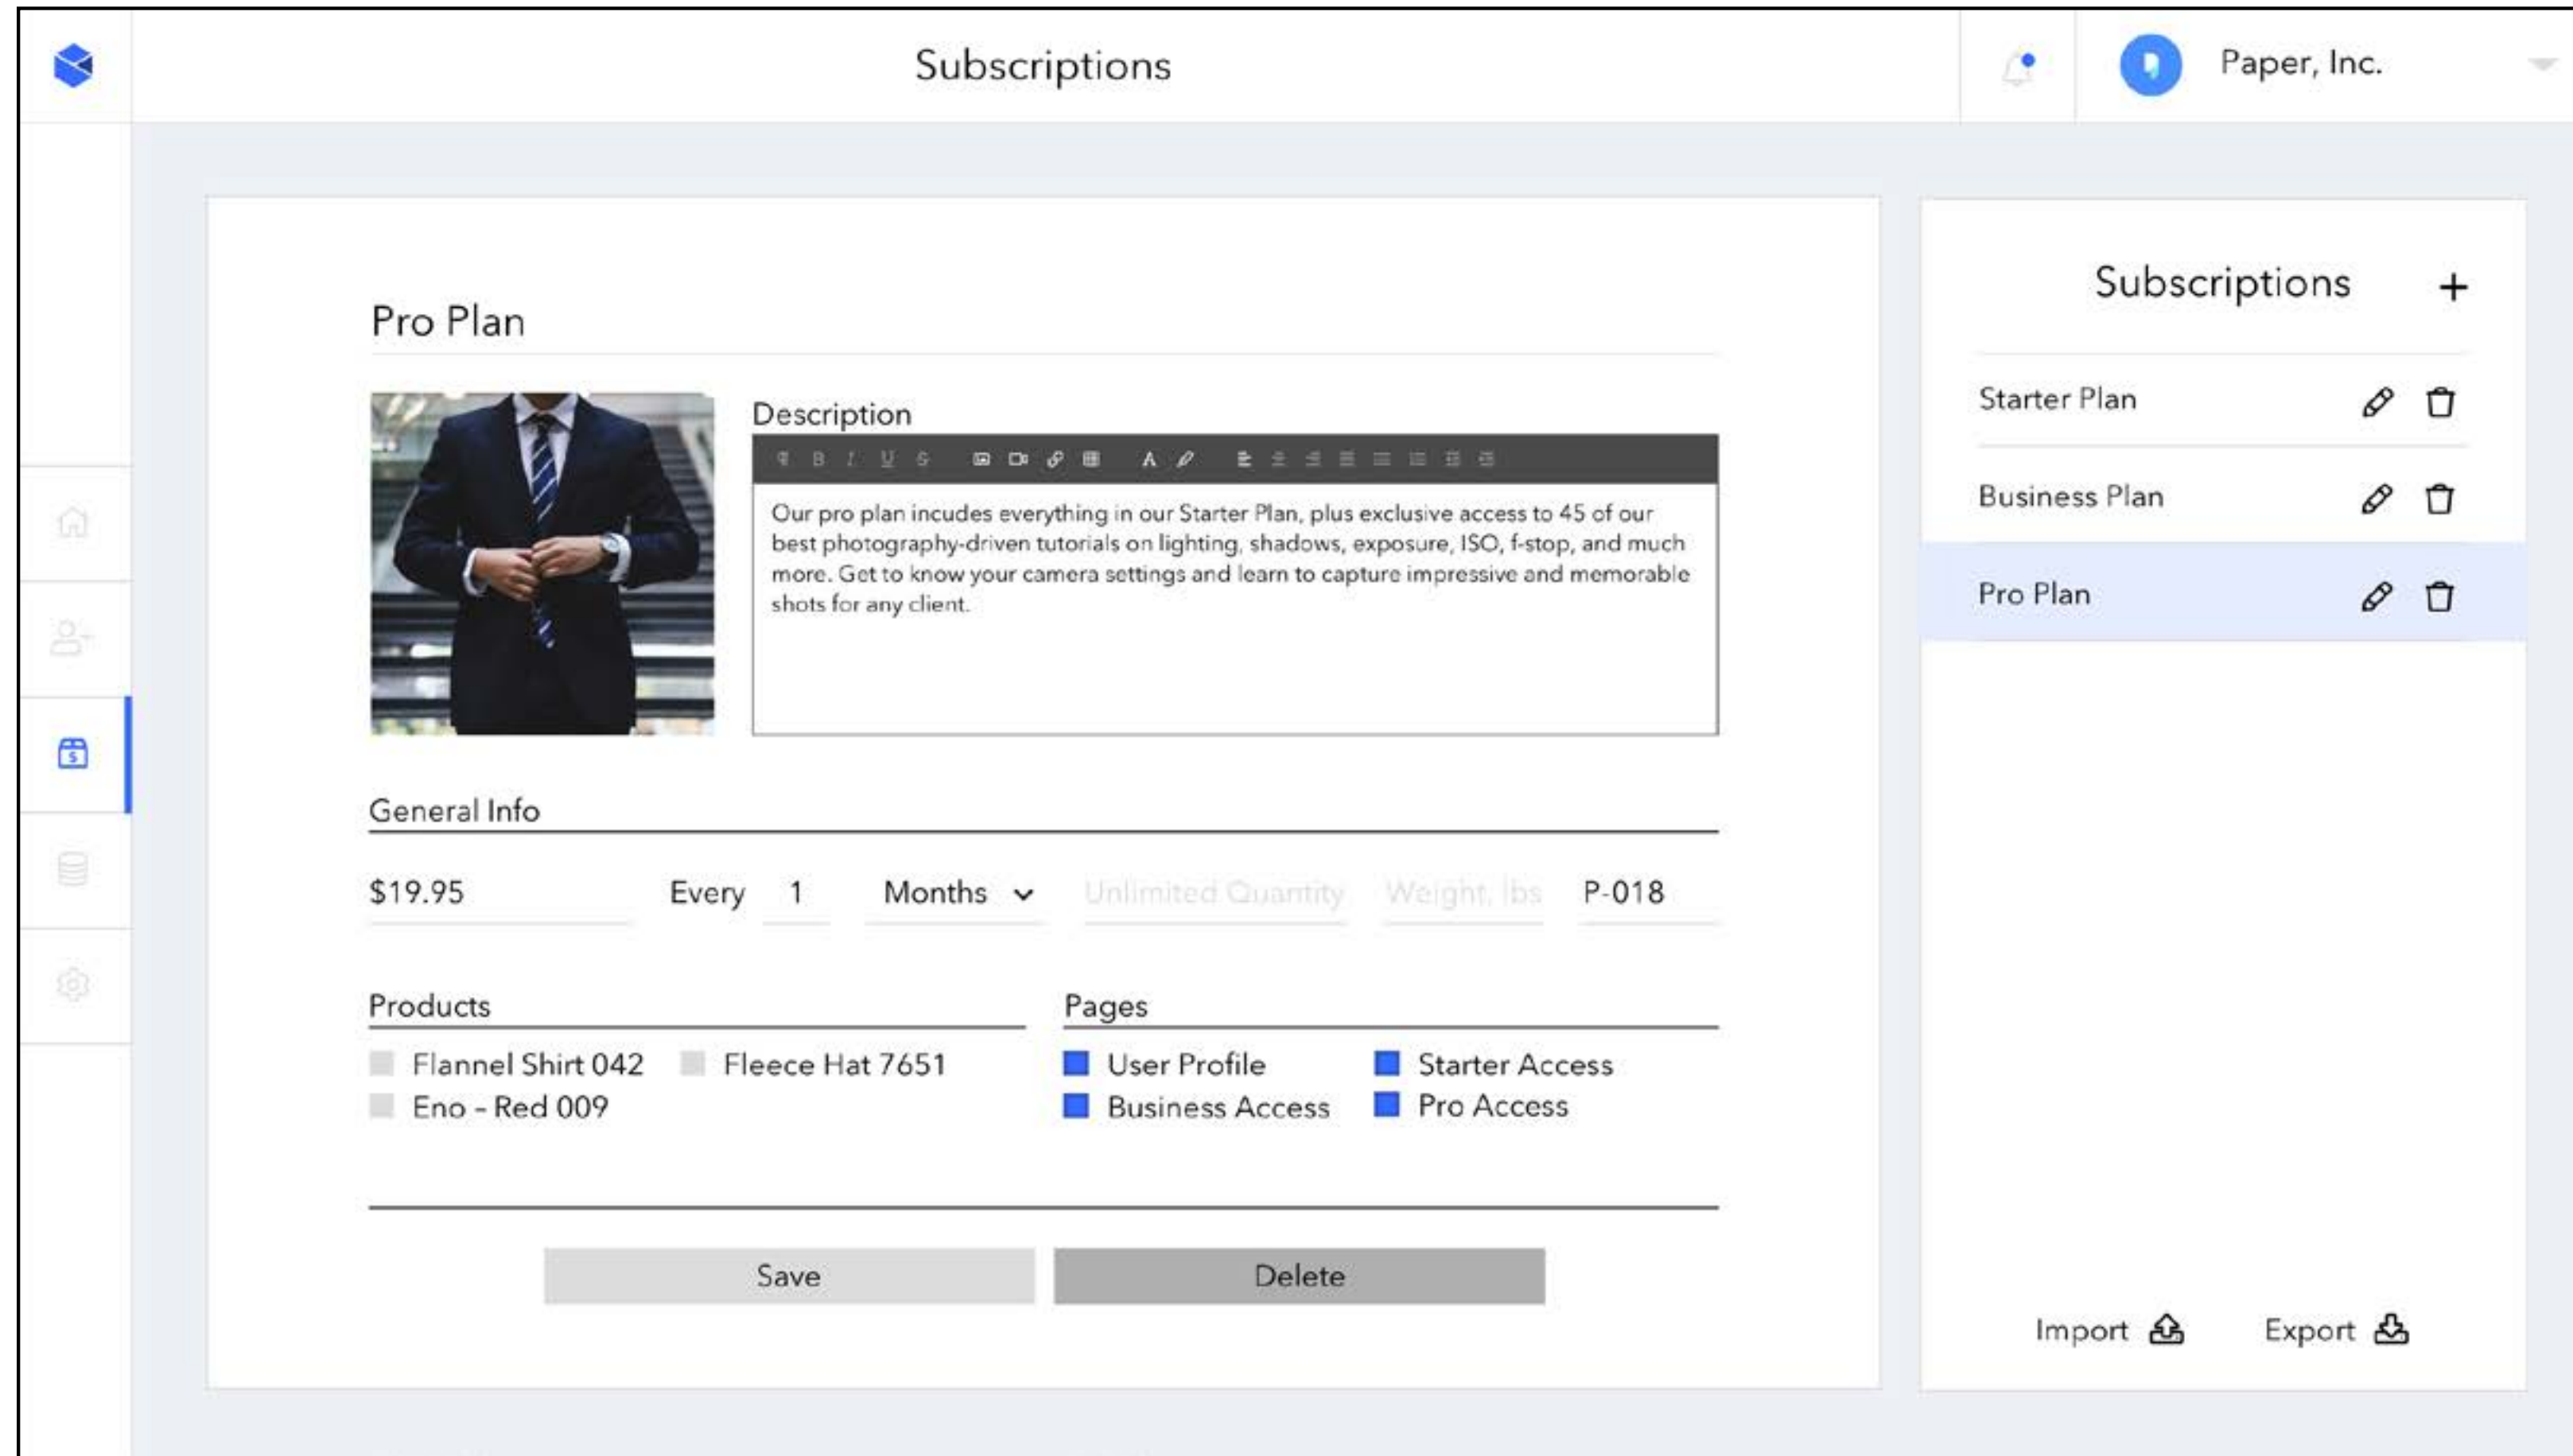 Subscriptions
Paper, Inc.
Pro Plan
Description
Our pro plan incudes everything in our Starter Plan, plus exclusive access to 45 of our
best photography-driven tutorials on lighting, shadows, exposure, ISO, f-stop, and much
more. Get to know your camera settings and learn to capture impressive and memorable
shots for any client.
General Info
$19.95 Every 1 Months Unlimited Quantity Weight, lbs P-018
Products
Flannel Shirt 042 Fleece Hat 7651
Eno - Red 009
Pages
User Profile Starter Access
Business Access Pro Access
Save Delete
Subscriptions +
Starter Plan
Business Plan
Pro Plan
Import Export